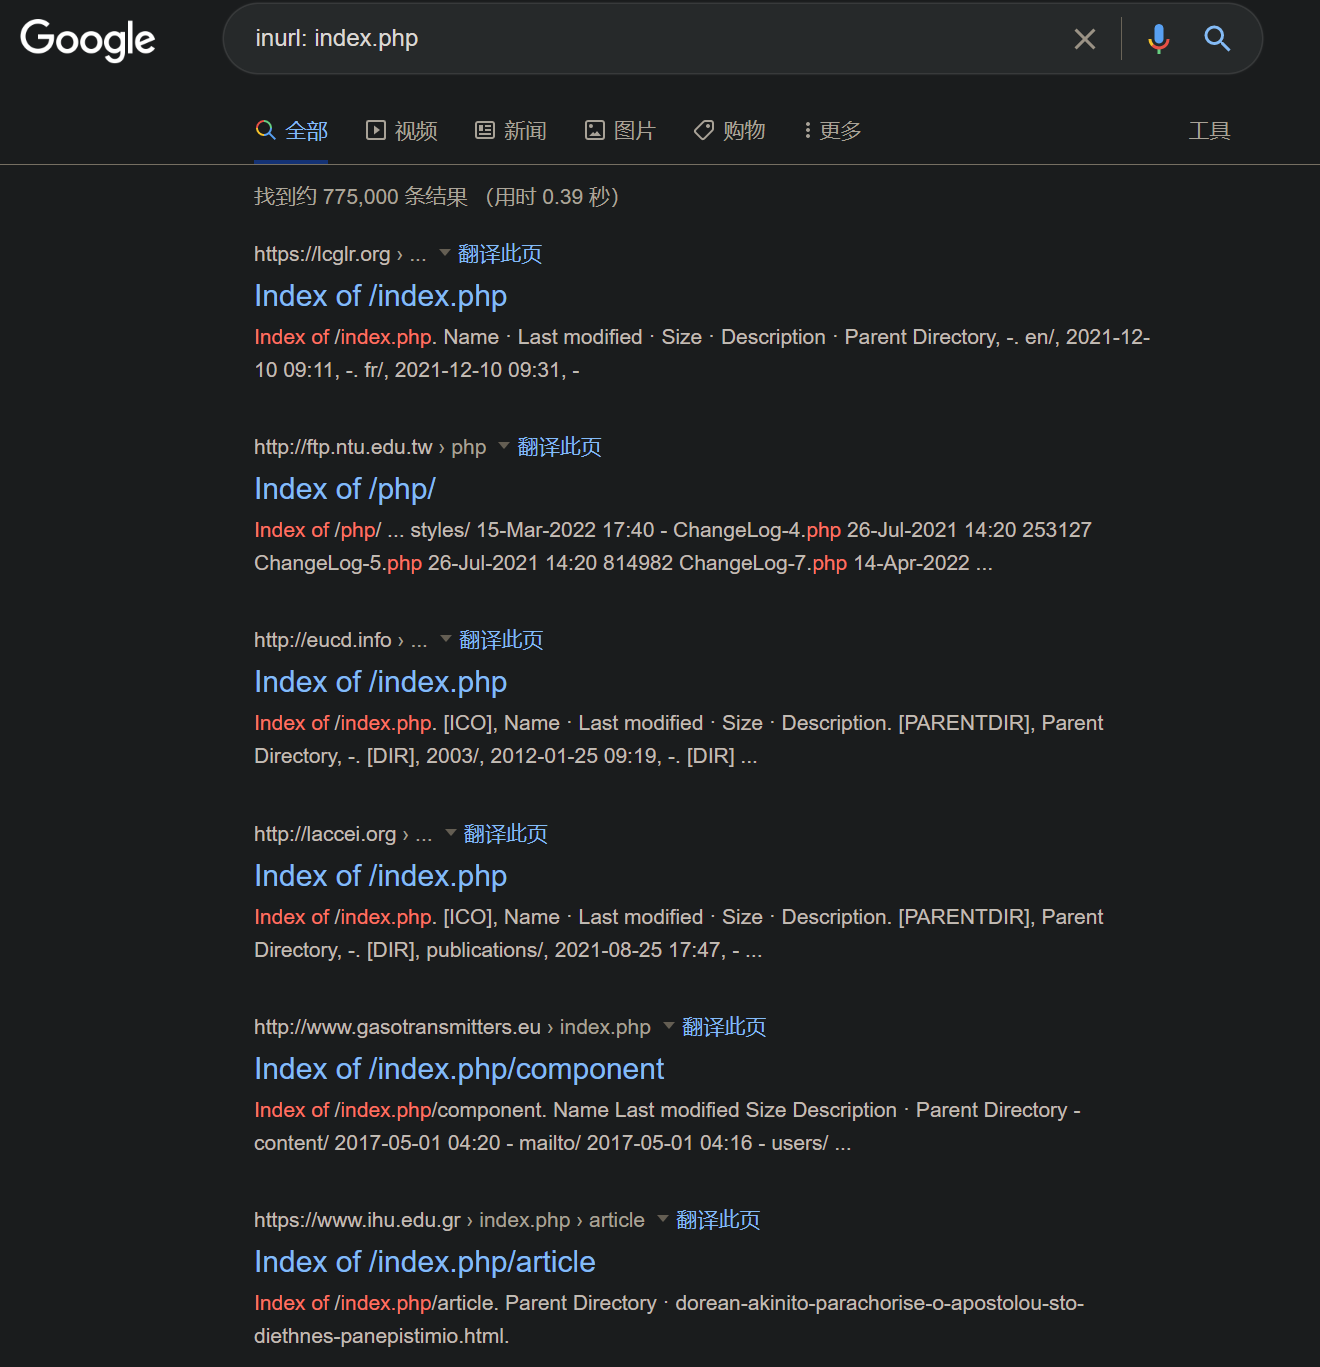 Google
inurl: index.php
全部 视频 新闻 图片 购物 更多 工具
找到约 775,000 条结果 （用时 0.39 秒）
https://lcglr.org › ... 翻译此页
Index of /index.php
Index of /index.php. Name · Last modified · Size · Description · Parent Directory, -. en/, 2021-12-
10 09:11, -. fr/, 2021-12-10 09:31, -
http://ftp.ntu.edu.tw › php 翻译此页
Index of /php/
Index of /php/ ... styles/ 15-Mar-2022 17:40 - ChangeLog-4.php 26-Jul-2021 14:20 253127
ChangeLog-5.php 26-Jul-2021 14:20 814982 ChangeLog-7.php 14-Apr-2022 ...
http://eucd.info › ... 翻译此页
Index of /index.php
Index of /index.php. [ICO], Name · Last modified · Size · Description. [PARENTDIR], Parent
Directory, -. [DIR], 2003/, 2012-01-25 09:19, -. [DIR] ...
http://laccei.org › ... 翻译此页
Index of /index.php
Index of /index.php. [ICO], Name · Last modified · Size · Description. [PARENTDIR], Parent
Directory, -. [DIR], publications/, 2021-08-25 17:47, - ...
http://www.gasotransmitters.eu › index.php 翻译此页
Index of /index.php/component
Index of /index.php/component. Name Last modified Size Description · Parent Directory -
content/ 2017-05-01 04:20 - mailto/ 2017-05-01 04:16 - users/ ...
https://www.ihu.edu.gr › index.php › article 翻译此页
Index of /index.php/article
Index of /index.php/article. Parent Directory · dorean-akinito-parachorise-o-apostolou-sto-
diethnes-panepistimio.html.